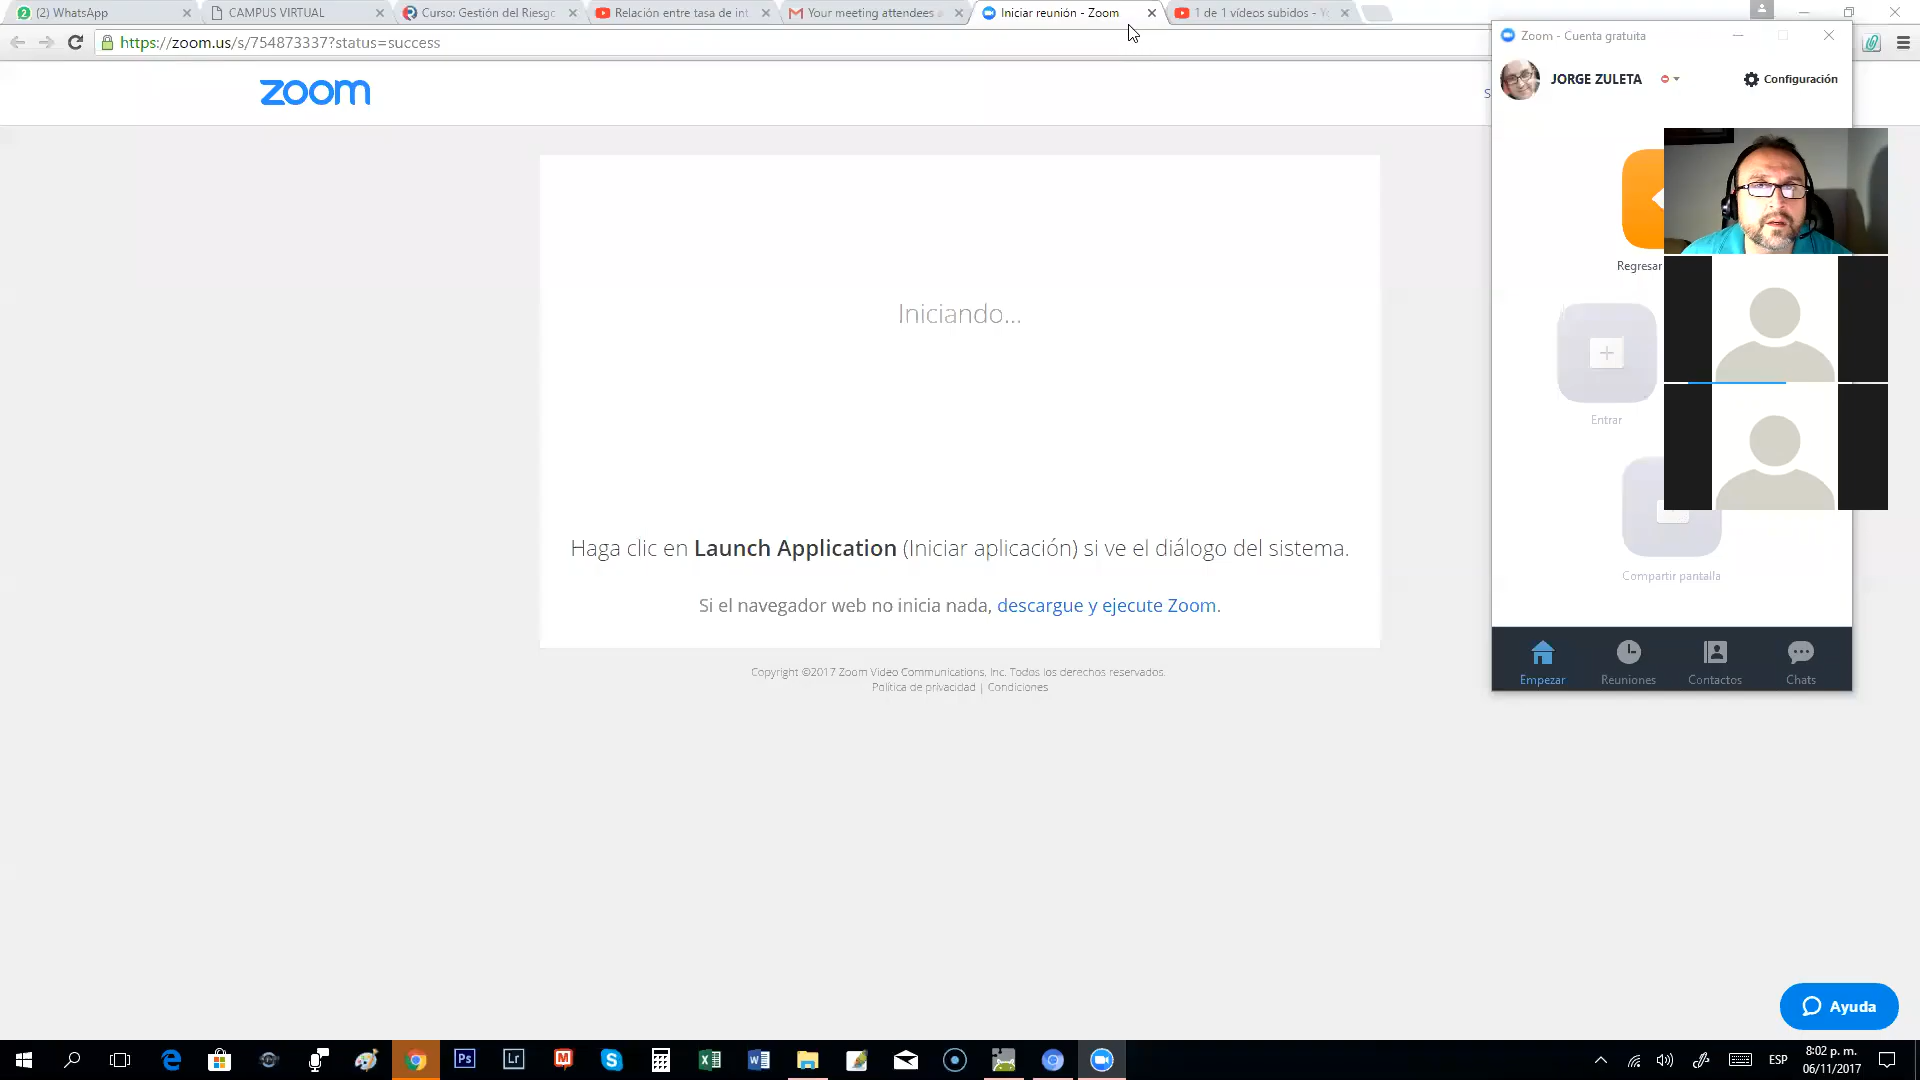 (2) WhatsApp
CAMPUS VIRTUAL
Curso: Gestión del Riesgo
Relación entre tasa de int
Your meeting attendees
Iniciar reunión - Zoom
1 de 1 vídeos subidos - Yo
https://zoom.us/s/754873337?status=success
Zoom - Cuenta gratuita
JORGE ZULETA
Configuración
zoom
S
Regresar
Iniciando...
Entrar
Haga clic en Launch Application (Iniciar aplicación) si ve el diálogo del sistema.
Compartir pantalla
Si el navegador web no inicia nada, descargue y ejecute Zoom.
Copyright ©2017 Zoom Video Communications, Inc. Todos los derechos reservados.
Política de privacidad | Condiciones
Empezar
Reuniones
Contactos
Chats
Ayuda
Ps
Lr
ESP
8:02 p. m.
06/11/2017